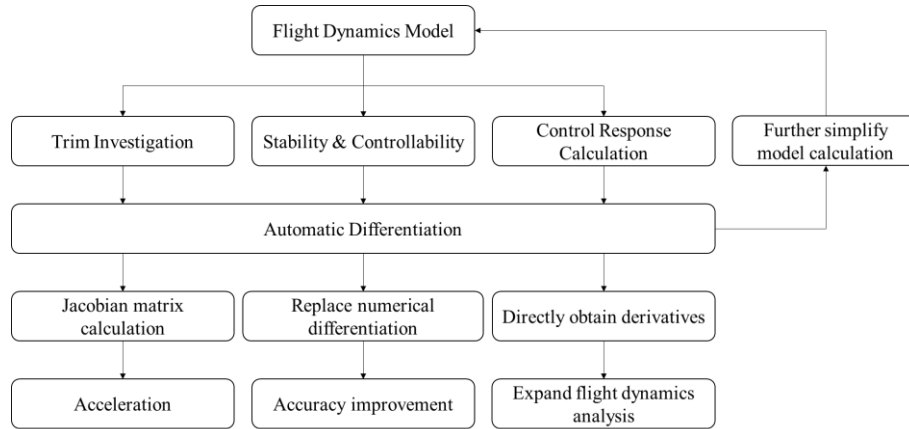 Flight Dynamics Model
Trim Investigation
Stability & Controllability
Control Response
Calculation
Further simplify
model calculation
Automatic Differentiation
Jacobian matrix
calculation
Replace numerical
differentiation
Directly obtain derivatives
Acceleration
Accuracy improvement
Expand flight dynamics
analysis